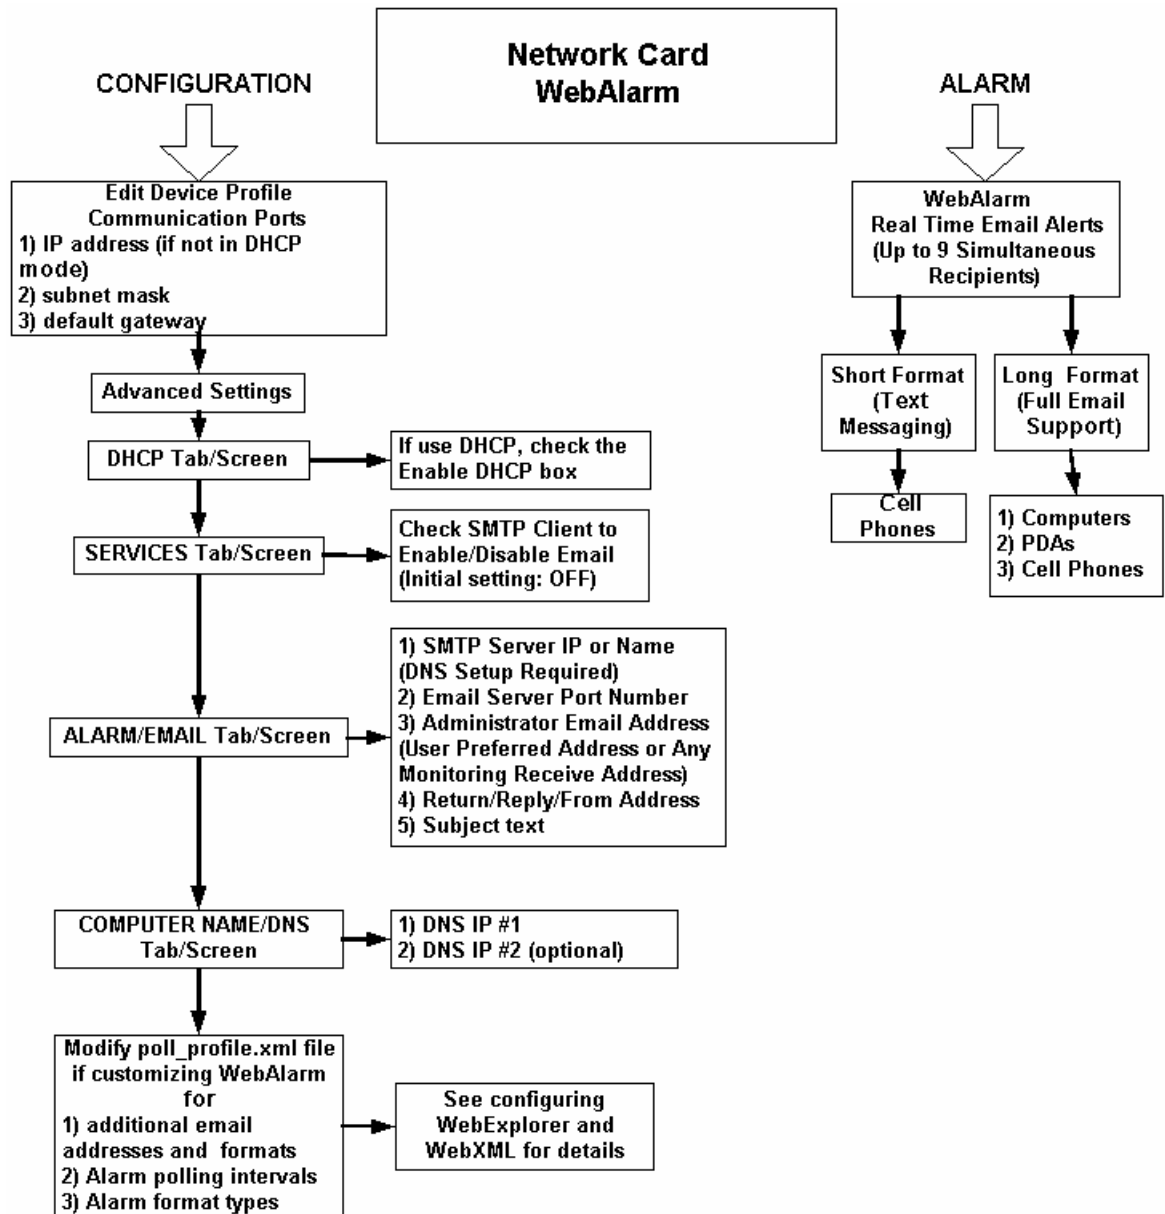 Network Card
WebAlarm
CONFIGURATION
Edit Device Profile
Communication Ports
1) IP address (if not in DHCP
mode)
2) subnet mask
3) default gateway
Advanced Settings
DHCP Tab/Screen
If use DHCP, check the
Enable DHCP box
SERVICES Tab/Screen
Check SMTP Client to
Enable/Disable Email
(Initial setting: OFF)
ALARM/EMAIL Tab/Screen
1) SMTP Server IP or Name
(DNS Setup Required)
2) Email Server Port Number
3) Administrator Email Address
(User Preferred Address or Any
Monitoring Receive Address)
4) Return/Reply/From Address
5) Subject text
COMPUTER NAME/DNS
Tab/Screen
1) DNS IP #1
2) DNS IP #2 (optional)
Modify poll_profile.xml file
if customizing WebAlarm
for
1) additional email
addresses and formats
2) Alarm polling intervals
3) Alarm format types
See configuring
WebExplorer and
WebXML for details
ALARM
WebAlarm
Real Time Email Alerts
(Up to 9 Simultaneous
Recipients)
Short Format
(Text
Messaging)
Cell
Phones
Long Format
(Full Email
Support)
1) Computers
2) PDAs
3) Cell Phones